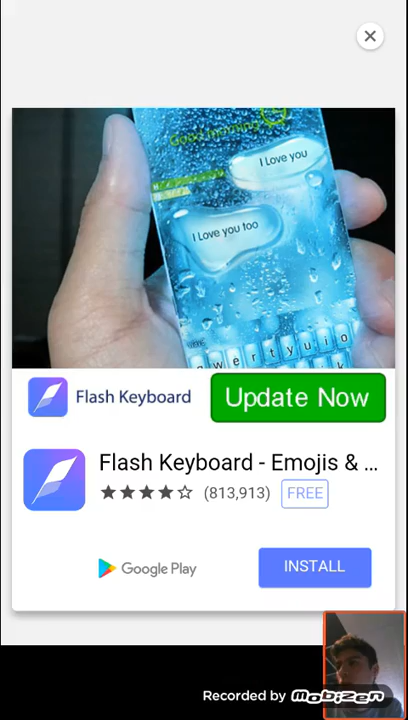 Good morning
I Love you
I Love you too
q w e r t y u i o
Flash Keyboard
Update Now
Flash Keyboard - Emojis & ...
(813,913)
FREE
Google Play
INSTALL
Recorded by Mobizen